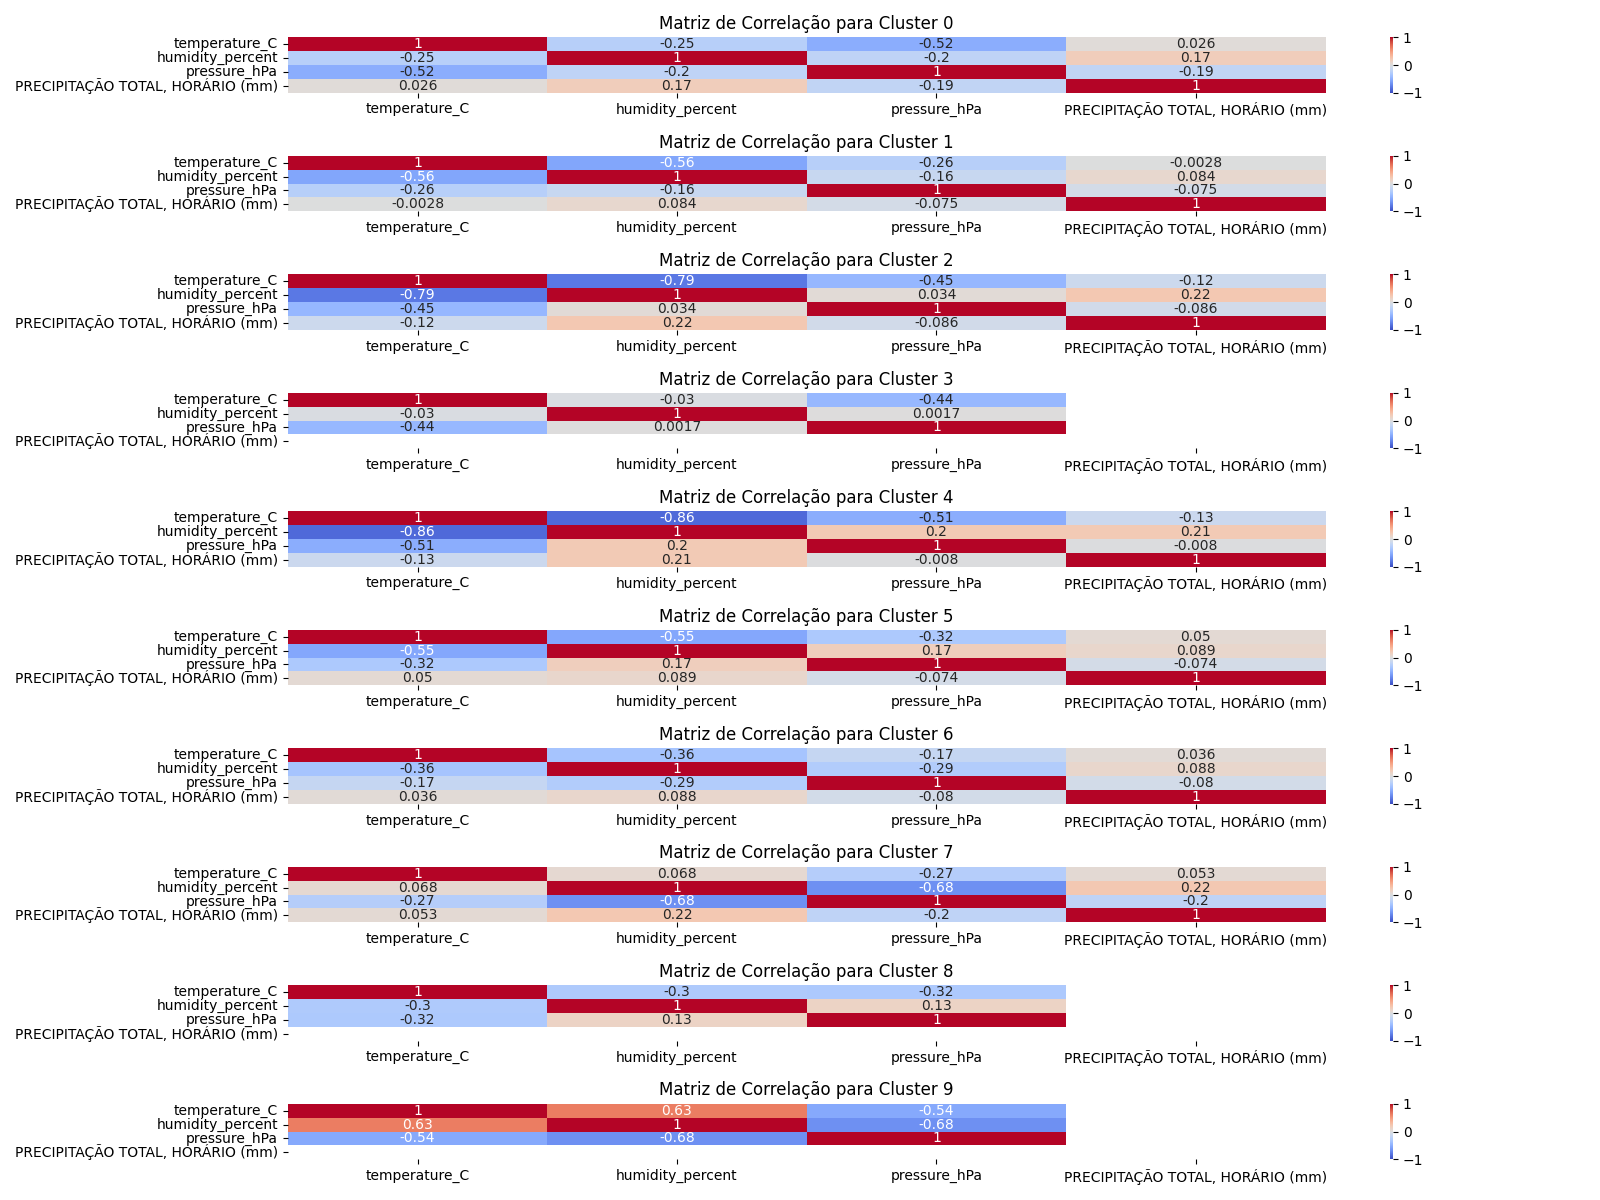 Matriz de Correlação para Cluster 0
temperature_C 1 -0.25 -0.52 0.026 1
humidity_percent -0.25 1 -0.2 0.17 0
pressure_hPa -0.52 -0.2 1 -0.19
PRECIPITAÇÃO TOTAL, HORÁRIO (mm) 0.026 0.17 -0.19 1 −1
temperature_C humidity_percent pressure_hPa PRECIPITAÇÃO TOTAL, HORÁRIO (mm)
Matriz de Correlação para Cluster 1
temperature_C 1 -0.56 -0.26 -0.0028 1
humidity_percent -0.56 1 -0.16 0.084 0
pressure_hPa -0.26 -0.16 1 -0.075
PRECIPITAÇÃO TOTAL, HORÁRIO (mm) -0.0028 0.084 -0.075 1 −1
temperature_C humidity_percent pressure_hPa PRECIPITAÇÃO TOTAL, HORÁRIO (mm)
Matriz de Correlação para Cluster 2
temperature_C 1 -0.79 -0.45 -0.12 1
humidity_percent -0.79 1 0.034 0.22 0
pressure_hPa -0.45 0.034 1 -0.086
PRECIPITAÇÃO TOTAL, HORÁRIO (mm) -0.12 0.22 -0.086 1 −1
temperature_C humidity_percent pressure_hPa PRECIPITAÇÃO TOTAL, HORÁRIO (mm)
Matriz de Correlação para Cluster 3
temperature_C 1 -0.03 -0.44 1
humidity_percent -0.03 1 0.0017 0
pressure_hPa -0.44 0.0017 1
PRECIPITAÇÃO TOTAL, HORÁRIO (mm) −1
temperature_C humidity_percent pressure_hPa PRECIPITAÇÃO TOTAL, HORÁRIO (mm)
Matriz de Correlação para Cluster 4
temperature_C 1 -0.86 -0.51 -0.13 1
humidity_percent -0.86 1 0.2 0.21 0
pressure_hPa -0.51 0.2 1 -0.008
PRECIPITAÇÃO TOTAL, HORÁRIO (mm) -0.13 0.21 -0.008 1 −1
temperature_C humidity_percent pressure_hPa PRECIPITAÇÃO TOTAL, HORÁRIO (mm)
Matriz de Correlação para Cluster 5
temperature_C 1 -0.55 -0.32 0.05 1
humidity_percent -0.55 1 0.17 0.089 0
pressure_hPa -0.32 0.17 1 -0.074
PRECIPITAÇÃO TOTAL, HORÁRIO (mm) 0.05 0.089 -0.074 1 −1
temperature_C humidity_percent pressure_hPa PRECIPITAÇÃO TOTAL, HORÁRIO (mm)
Matriz de Correlação para Cluster 6
temperature_C 1 -0.36 -0.17 0.036 1
humidity_percent -0.36 1 -0.29 0.088 0
pressure_hPa -0.17 -0.29 1 -0.08
PRECIPITAÇÃO TOTAL, HORÁRIO (mm) 0.036 0.088 -0.08 1 −1
temperature_C humidity_percent pressure_hPa PRECIPITAÇÃO TOTAL, HORÁRIO (mm)
Matriz de Correlação para Cluster 7
temperature_C 1 0.068 -0.27 0.053 1
humidity_percent 0.068 1 -0.68 0.22 0
pressure_hPa -0.27 -0.68 1 -0.2
PRECIPITAÇÃO TOTAL, HORÁRIO (mm) 0.053 0.22 -0.2 1 −1
temperature_C humidity_percent pressure_hPa PRECIPITAÇÃO TOTAL, HORÁRIO (mm)
Matriz de Correlação para Cluster 8
temperature_C 1 -0.3 -0.32 1
humidity_percent -0.3 1 0.13 0
pressure_hPa -0.32 0.13 1
PRECIPITAÇÃO TOTAL, HORÁRIO (mm) −1
temperature_C humidity_percent pressure_hPa PRECIPITAÇÃO TOTAL, HORÁRIO (mm)
Matriz de Correlação para Cluster 9
temperature_C 1 0.63 -0.54 1
humidity_percent 0.63 1 -0.68 0
pressure_hPa -0.54 -0.68 1
PRECIPITAÇÃO TOTAL, HORÁRIO (mm) −1
temperature_C humidity_percent pressure_hPa PRECIPITAÇÃO TOTAL, HORÁRIO (mm)